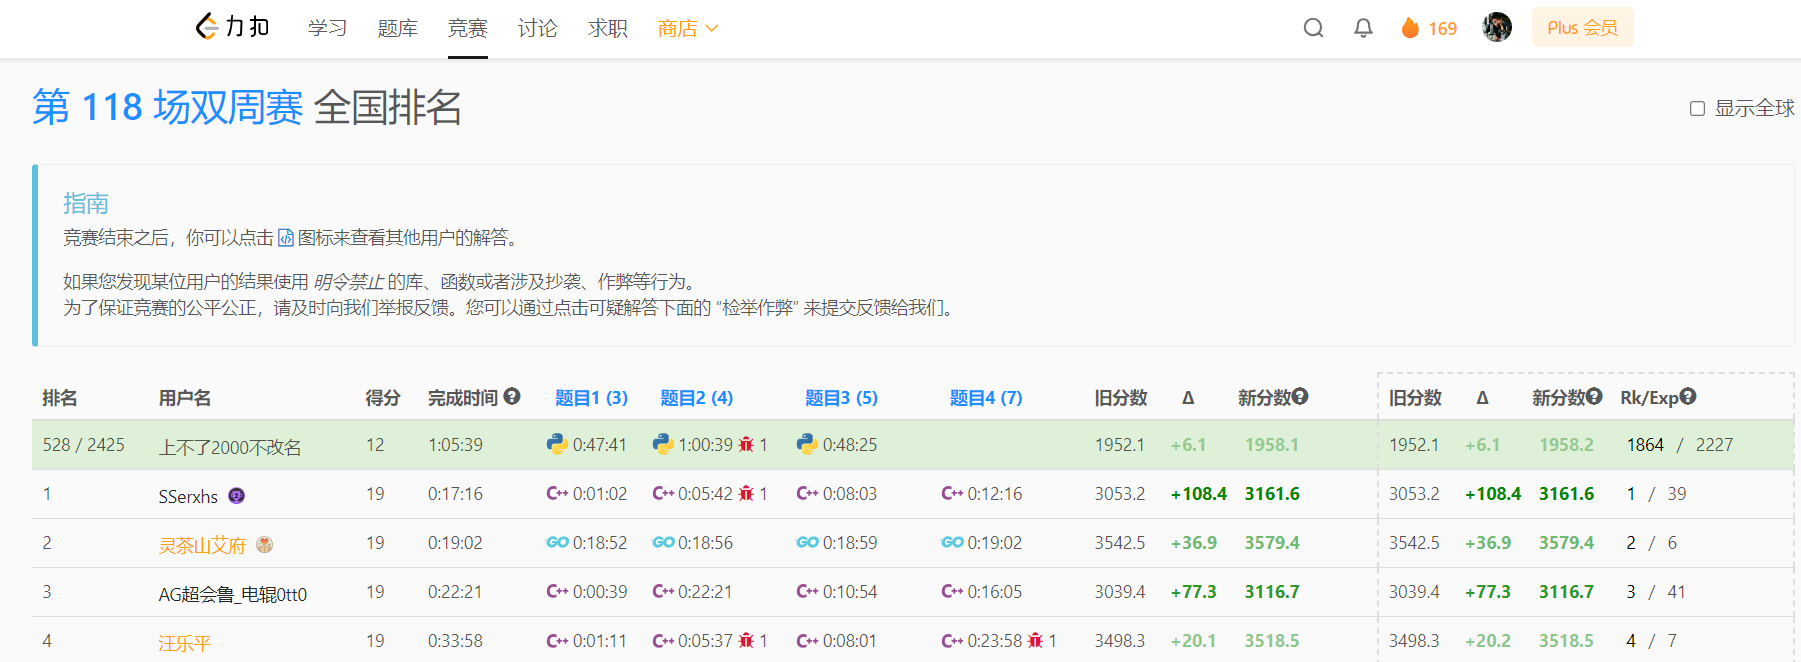 力扣 学习 题库 竞赛 讨论 求职 商店 169 Plus 会员
第 118 场双周赛 全国排名 显示全球
指南
竞赛结束之后，你可以点击 图标来查看其他用户的解答。
如果您发现某位用户的结果使用 明令禁止 的库、函数或者涉及抄袭、作弊等行为。
为了保证竞赛的公平公正，请及时向我们举报反馈。您可以通过点击可疑解答下面的 “检举作弊” 来提交反馈给我们。
排名 用户名 得分 完成时间 题目1 (3) 题目2 (4) 题目3 (5) 题目4 (7) 旧分数 Δ 新分数 旧分数 Δ 新分数 Rk/Exp
528 / 2425 上不了2000不改名 12 1:05:39 0:47:41 1:00:39 1 0:48:25 1952.1 +6.1 1958.1 1952.1 +6.1 1958.2 1864 / 2227
1 SSerxhs 19 0:17:16 C++ 0:01:02 C++ 0:05:42 1 C++ 0:08:03 C++ 0:12:16 3053.2 +108.4 3161.6 3053.2 +108.4 3161.6 1 / 39
2 灵茶山艾府 19 0:19:02 GO 0:18:52 GO 0:18:56 GO 0:18:59 GO 0:19:02 3542.5 +36.9 3579.4 3542.5 +36.9 3579.4 2 / 6
3 AG超会鲁_电辊0tt0 19 0:22:21 C++ 0:00:39 C++ 0:22:21 C++ 0:10:54 C++ 0:16:05 3039.4 +77.3 3116.7 3039.4 +77.3 3116.7 3 / 41
4 汪乐平 19 0:33:58 C++ 0:01:11 C++ 0:05:37 1 C++ 0:08:01 C++ 0:23:58 1 3498.3 +20.1 3518.5 3498.3 +20.2 3518.5 4 / 7